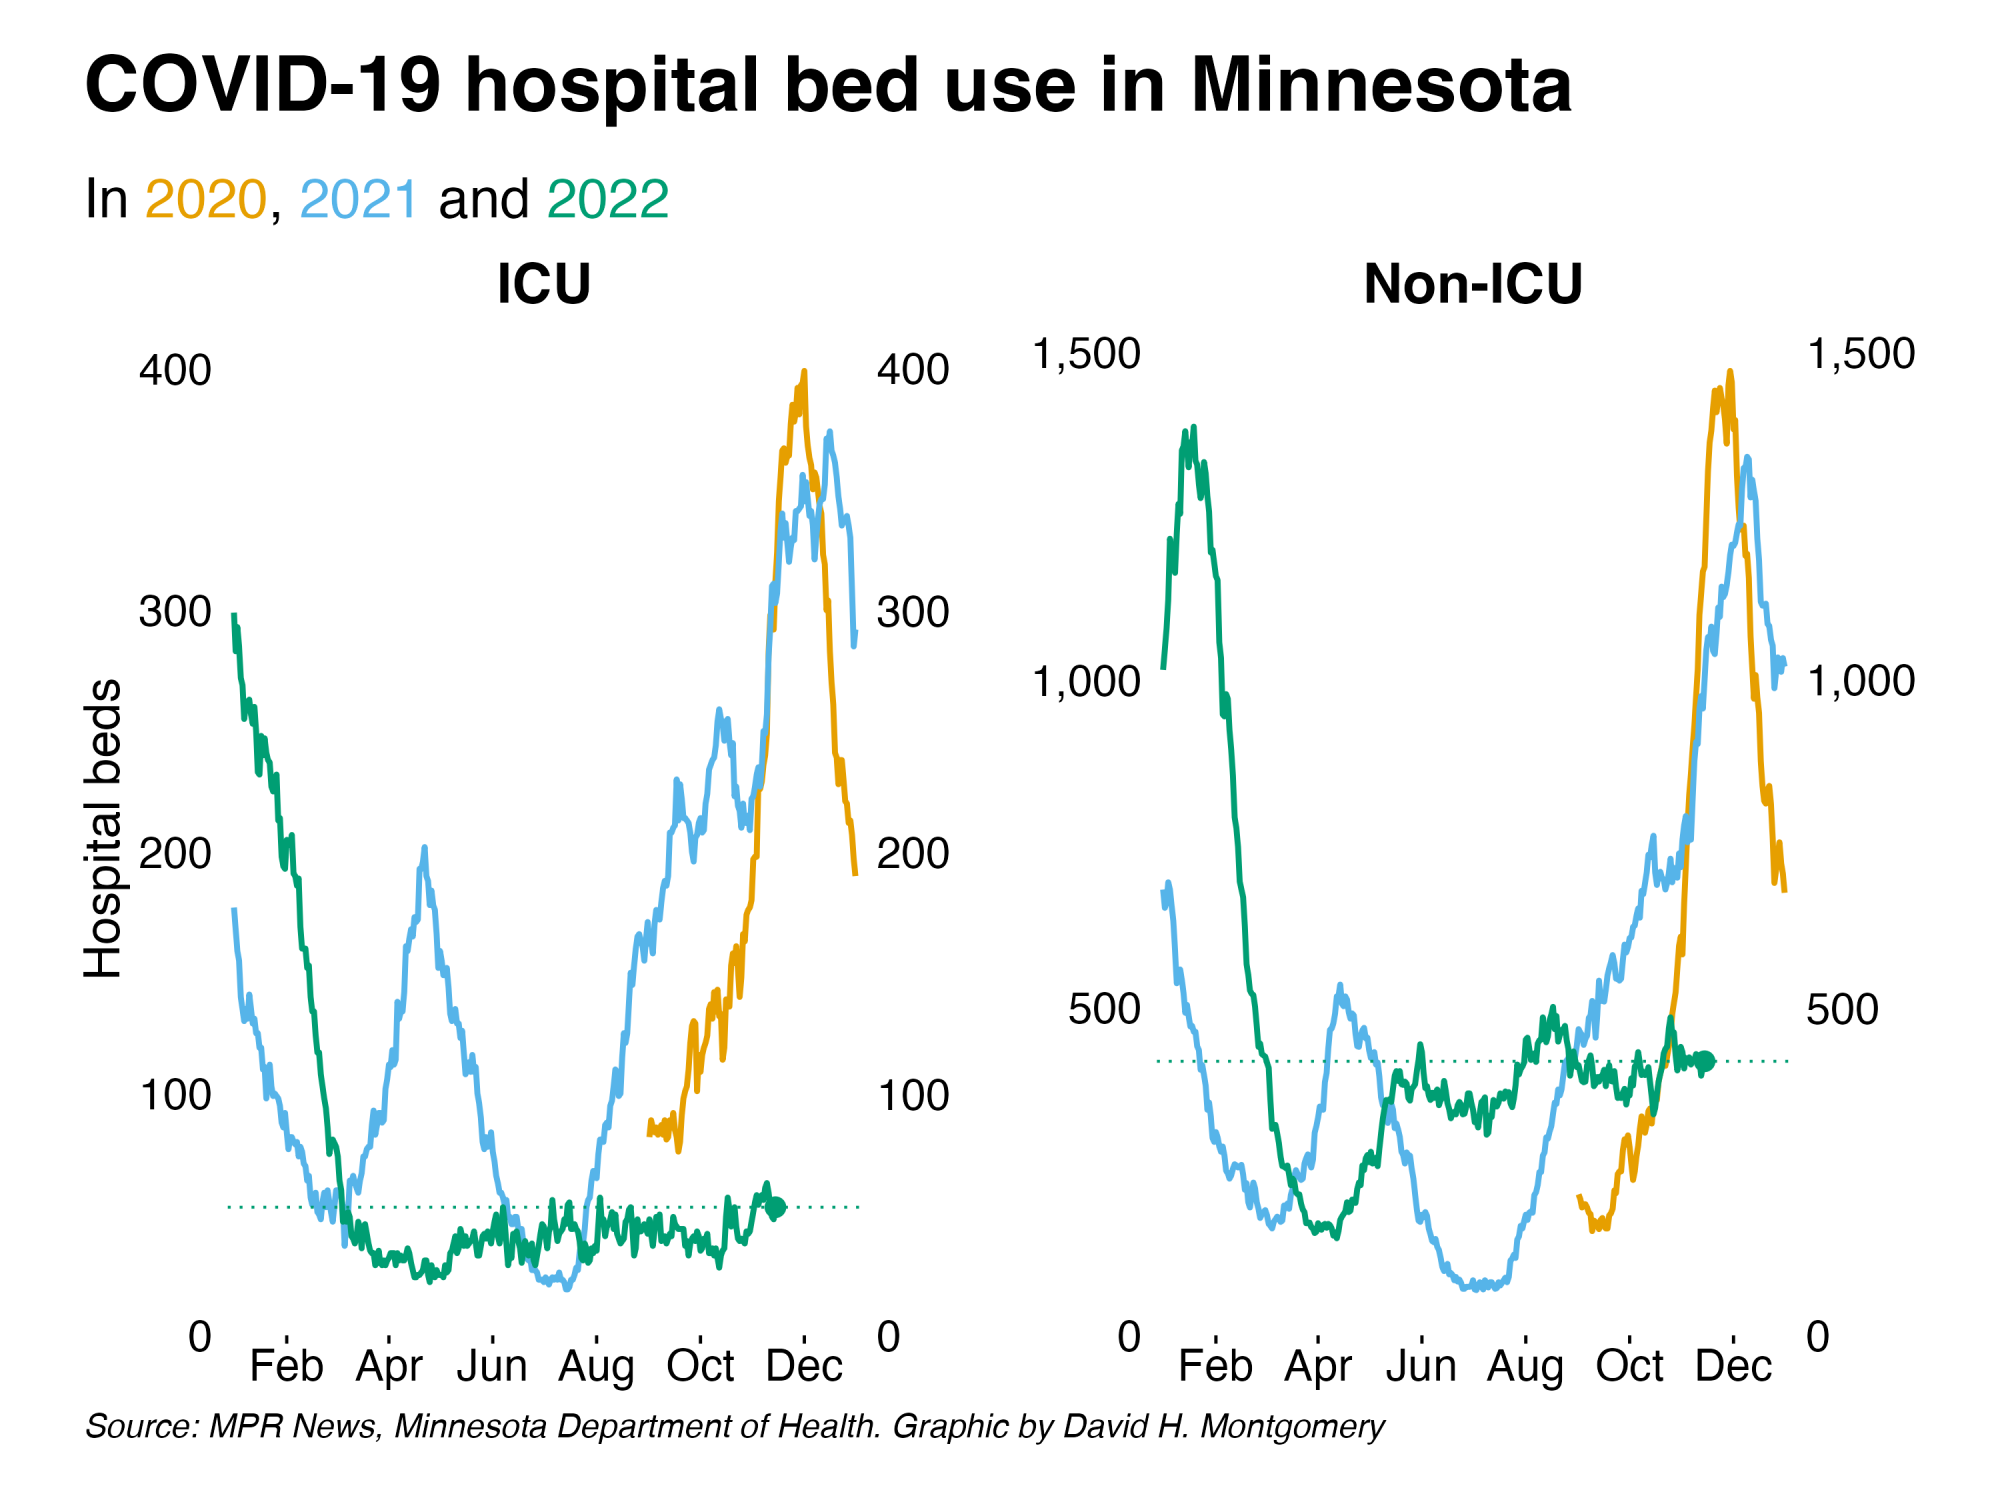 COVID-19 hospital bed use in Minnesota
In 2020, 2021 and 2022
ICU
Non-ICU
Hospital beds
400
300
200
100
0
400
300
200
100
0
Feb Apr Jun Aug Oct Dec
1,500
1,000
500
0
1,500
1,000
500
0
Feb Apr Jun Aug Oct Dec
Source: MPR News, Minnesota Department of Health. Graphic by David H. Montgomery